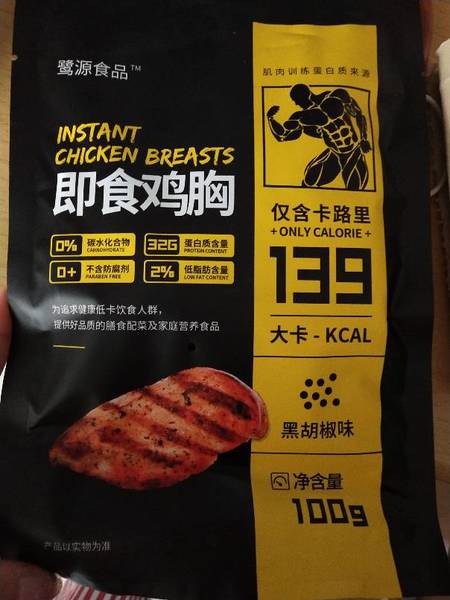 鹭源食品™
肌肉训练蛋白质来源
INSTANT
CHICKEN BREASTS
即食鸡胸
0% 碳水化合物 CARBOHYDRATE
32G 蛋白质含量 PROTEIN CONTENT
0+ 不含防腐剂 PARABEN FREE
2% 低脂肪含量 LOW FAT CONTENT
为追求健康低卡饮食人群，
提供好品质的膳食配菜及家庭营养食品
仅含卡路里
+ONLY CALORIE+
139
大卡 - KCAL
黑胡椒味
净含量
100g
产品以实物为准